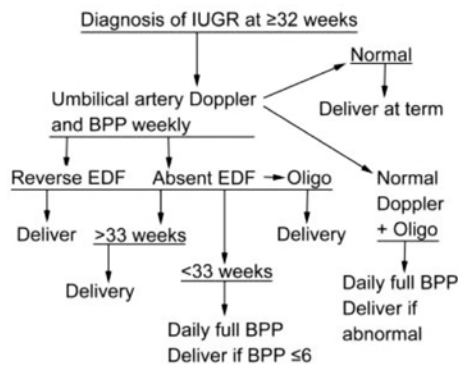 Diagnosis of IUGR at ≥32 weeks
Normal
Deliver at term
Umbilical artery Doppler
and BPP weekly
Reverse EDF
Absent EDF
Oligo
Normal
Doppler
+ Oligo
Deliver
>33 weeks
Delivery
<33 weeks
Delivery
Daily full BPP
Deliver if BPP ≤6
Daily full BPP
Deliver if
abnormal